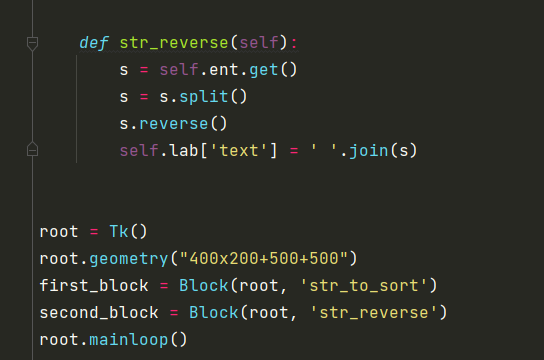 def str_reverse(self):
s = self.ent.get()
s = s.split()
s.reverse()
self.lab['text'] = ' '.join(s)
root = Tk()
root.geometry("400x200+500+500")
first_block = Block(root, 'str_to_sort')
second_block = Block(root, 'str_reverse')
root.mainloop()